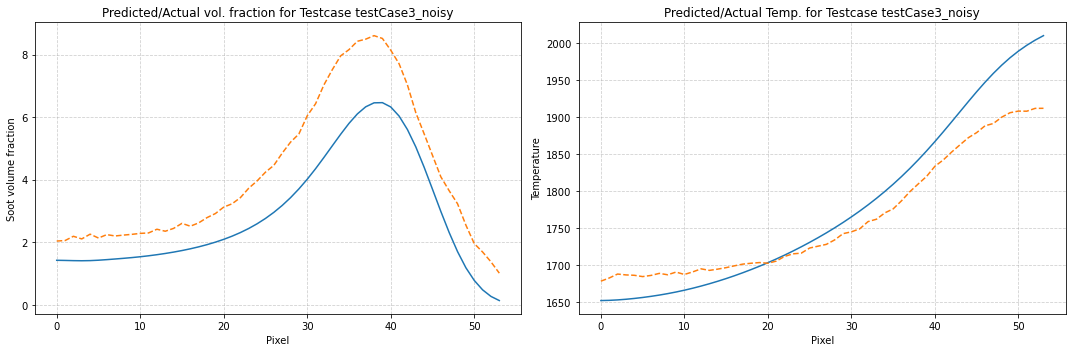 Predicted/Actual vol. fraction for Testcase testCase3_noisy
Soot volume fraction
8
6
4
2
0
0 10 20 30 40 50
Pixel
Predicted/Actual Temp. for Testcase testCase3_noisy
Temperature
2000
1950
1900
1850
1800
1750
1700
1650
0 10 20 30 40 50
Pixel